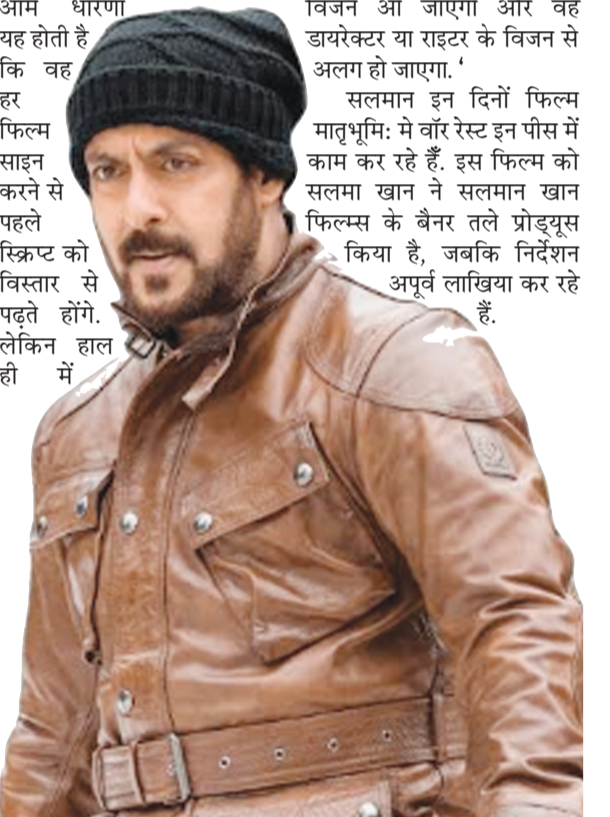 आम धारणा
यह होती है
कि वह
हर
फिल्म
साइन
करने से
पहले
स्क्रिप्ट को
विस्तार से
पढ़ते होंगे.
लेकिन हाल
ही में
विजन आ जाएगा और वह
डायरेक्टर या राइटर के विजन से
अलग हो जाएगा. ‘
सलमान इन दिनों फिल्म
मातृभूमि: मे वॉर रेस्ट इन पीस में
काम कर रहे हैं. इस फिल्म को
सलमा खान ने सलमान खान
फिल्म्स के बैनर तले प्रोड्यूस
किया है, जबकि निर्देशन
अपूर्व लाखिया कर रहे
हैं.